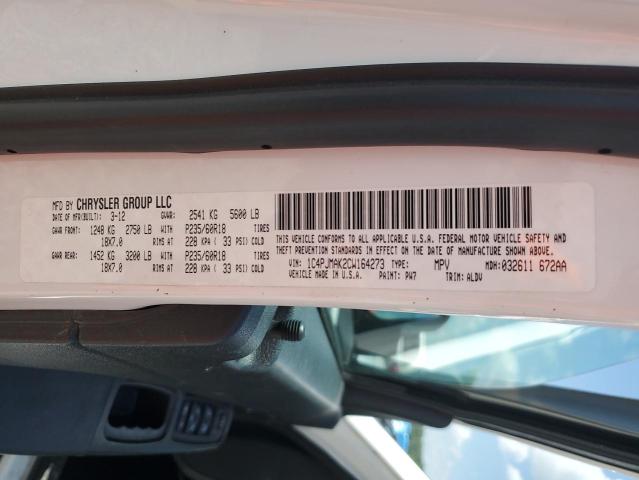 MFD BY CHRYSLER GROUP LLC
DATE OF MFR(BUILT): 3-12 GVWR: 2541 KG 5600 LB
GAWR FRONT: 1248 KG 2750 LB P235/60R18 TIRES
18X7.0 RIMS AT 228 KPA ( 33 PSI) COLD
GAWR REAR: 1452 KG 3200 LB P235/60R18 TIRES
18X7.0 RIMS AT 228 KPA ( 33 PSI) COLD
THIS VEHICLE CONFORMS TO ALL APPLICABLE U.S.A. FEDERAL MOTOR VEHICLE SAFETY AND
THEFT PREVENTION STANDARDS IN EFFECT ON THE DATE OF MANUFACTURE SHOWN ABOVE.
VIN: 1C4PJMAK2CW164273 TYPE: MPV MDH: 032611 672AA
VEHICLE MADE IN U.S.A. PAINT: PW7 TRIM: ALDV